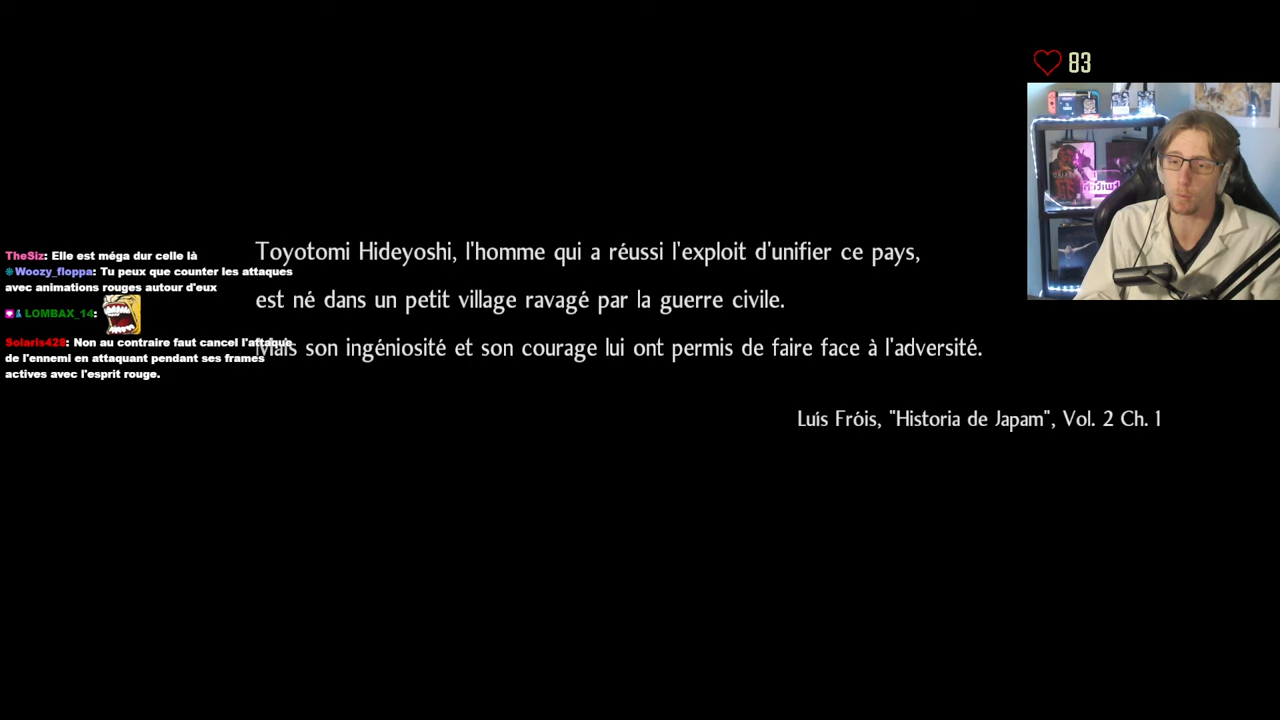 83
Toyotomi Hideyoshi, l'homme qui a réussi l'exploit d'unifier ce pays,
est né dans un petit village ravagé par la guerre civile.
Mais son ingéniosité et son courage lui ont permis de faire face à l'adversité.
Luís Fróis, "Historia de Japam", Vol. 2 Ch. 1
TheSiz: Elle est méga dur celle là
Woozy_floppa: Tu peux que counter les attaques
avec animations rouges autour d'eux
LOMBAX_14:
Solaris428: Non au contraire faut cancel l'attaque
de l'ennemi en attaquant pendant ses frames
actives avec l'esprit rouge.